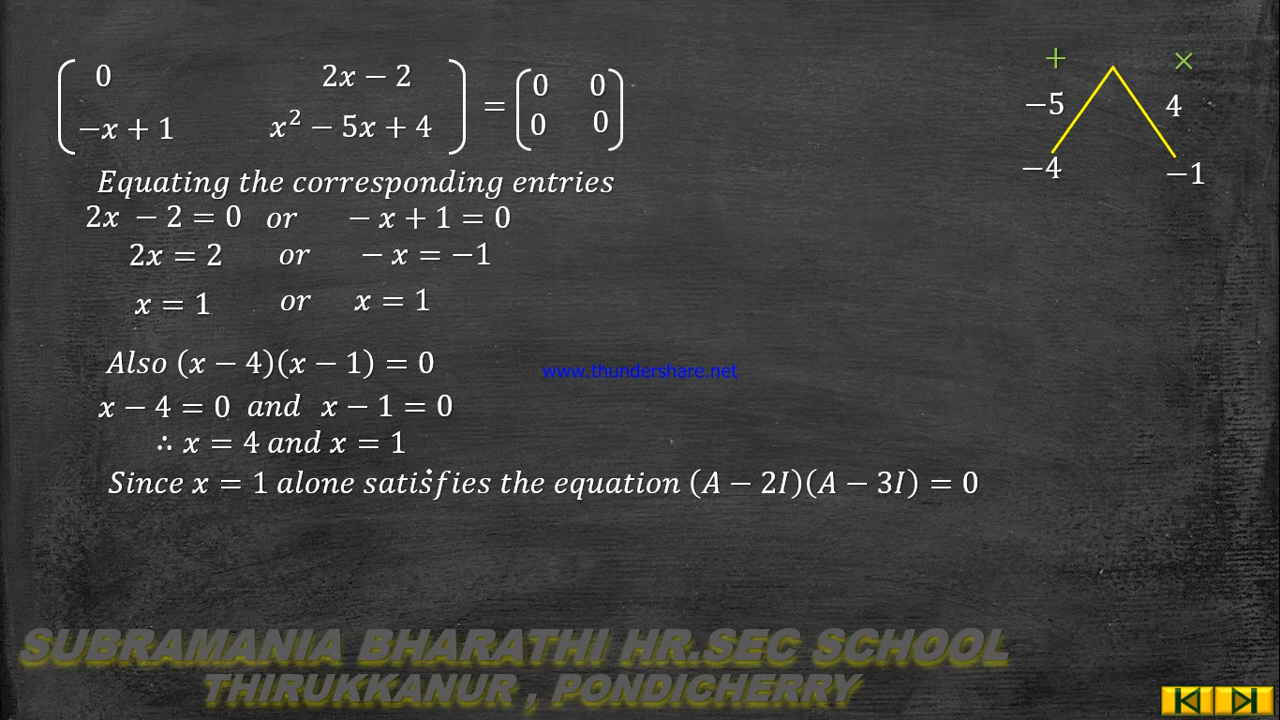 0 2x − 2
= 0 0
−x + 1 x² − 5x + 4
0 0
+ ×
−5 4
−4 −1
Equating the corresponding entries
2x − 2 = 0 or − x + 1 = 0
2x = 2 or − x = −1
x = 1 or x = 1
Also (x − 4)(x − 1) = 0
www.thundershare.net
x − 4 = 0 and x − 1 = 0
∴ x = 4 and x = 1
Since x = 1 alone satisfies the equation (A − 2I)(A − 3I) = 0
SUBRAMANIA BHARATHI HR.SEC SCHOOL
THIRUKKANUR , PONDICHERRY